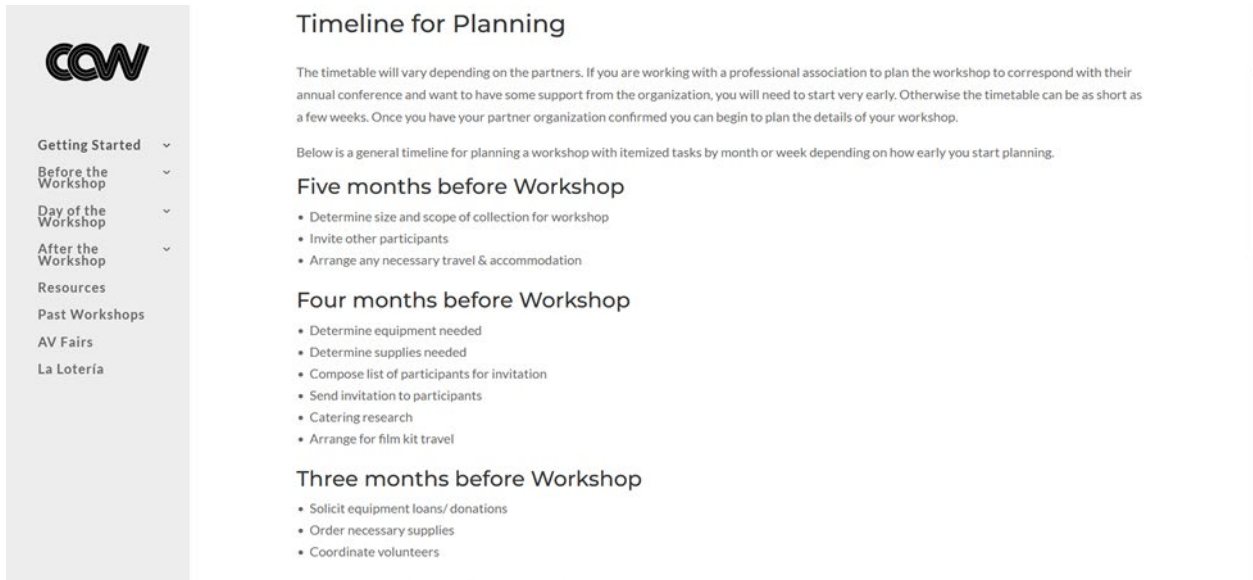 CAW
Getting Started
Before the
Workshop
Day of the
Workshop
After the
Workshop
Resources
Past Workshops
AV Fairs
La Lotería
Timeline for Planning
The timetable will vary depending on the partners. If you are working with a professional association to plan the workshop to correspond with their
annual conference and want to have some support from the organization, you will need to start very early. Otherwise the timetable can be as short as
a few weeks. Once you have your partner organization confirmed you can begin to plan the details of your workshop.
Below is a general timeline for planning a workshop with itemized tasks by month or week depending on how early you start planning.
Five months before Workshop
• Determine size and scope of collection for workshop
• Invite other participants
• Arrange any necessary travel & accommodation
Four months before Workshop
• Determine equipment needed
• Determine supplies needed
• Compose list of participants for invitation
• Send invitation to participants
• Catering research
• Arrange for film kit travel
Three months before Workshop
• Solicit equipment loans/ donations
• Order necessary supplies
• Coordinate volunteers